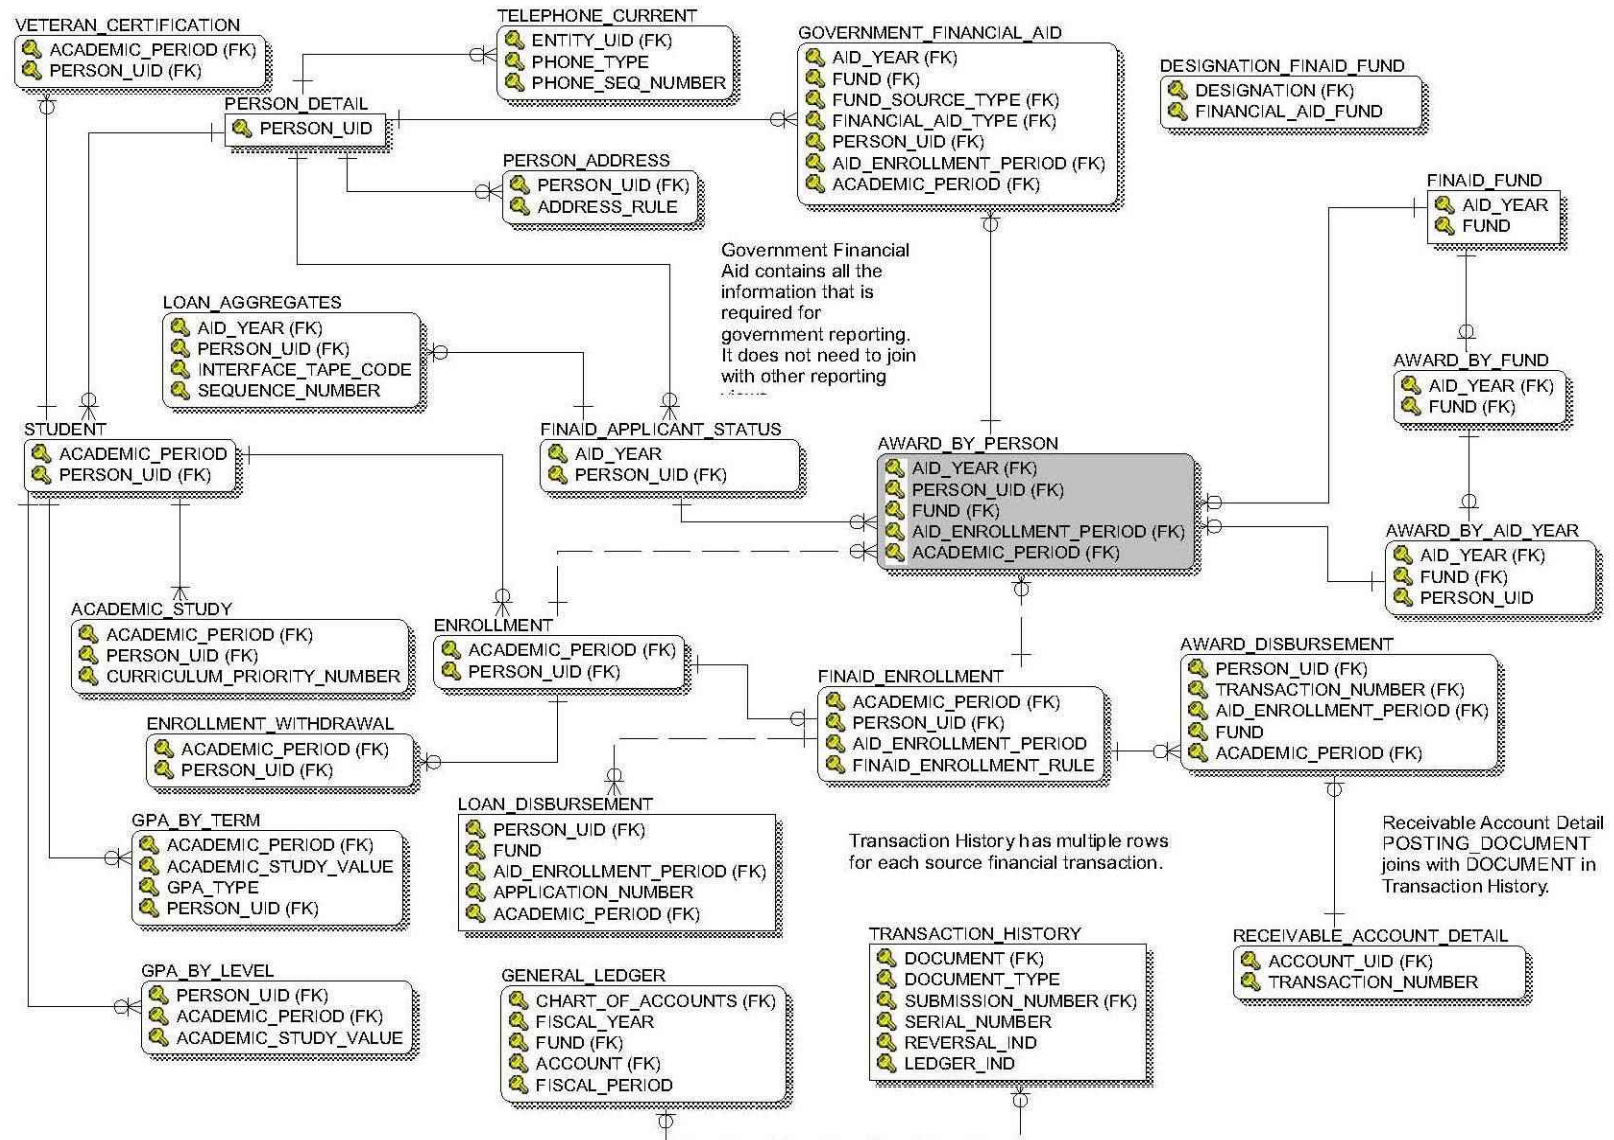 VETERAN_CERTIFICATION
ACADEMIC_PERIOD (FK)
PERSON_UID (FK)
TELEPHONE_CURRENT
ENTITY_UID (FK)
PHONE_TYPE
PHONE_SEQ_NUMBER
PERSON_DETAIL
PERSON_UID
GOVERNMENT_FINANCIAL_AID
AID_YEAR (FK)
FUND (FK)
FUND_SOURCE_TYPE (FK)
FINANCIAL_AID_TYPE (FK)
PERSON_UID (FK)
AID_ENROLLMENT_PERIOD (FK)
ACADEMIC_PERIOD (FK)
DESIGNATION_FINAID_FUND
DESIGNATION (FK)
FINANCIAL_AID_FUND
PERSON_ADDRESS
PERSON_UID (FK)
ADDRESS_RULE
FINAID_FUND
AID_YEAR
FUND
Government Financial
Aid contains all the
information that is
required for
government reporting.
It does not need to join
with other reporting
LOAN_AGGREGATES
AID_YEAR (FK)
PERSON_UID (FK)
INTERFACE_TAPE_CODE
SEQUENCE_NUMBER
AWARD_BY_FUND
AID_YEAR (FK)
FUND (FK)
STUDENT
ACADEMIC_PERIOD
PERSON_UID (FK)
FINAID_APPLICANT_STATUS
AID_YEAR
PERSON_UID (FK)
AWARD_BY_PERSON
AID_YEAR (FK)
PERSON_UID (FK)
FUND (FK)
AID_ENROLLMENT_PERIOD (FK)
ACADEMIC_PERIOD (FK)
AWARD_BY_AID_YEAR
AID_YEAR (FK)
FUND (FK)
PERSON_UID
ACADEMIC_STUDY
ACADEMIC_PERIOD (FK)
PERSON_UID (FK)
CURRICULUM_PRIORITY_NUMBER
ENROLLMENT
ACADEMIC_PERIOD (FK)
PERSON_UID (FK)
FINAID_ENROLLMENT
ACADEMIC_PERIOD (FK)
PERSON_UID (FK)
AID_ENROLLMENT_PERIOD
FINAID_ENROLLMENT_RULE
AWARD_DISBURSEMENT
PERSON_UID (FK)
TRANSACTION_NUMBER (FK)
AID_ENROLLMENT_PERIOD (FK)
FUND
ACADEMIC_PERIOD (FK)
ENROLLMENT_WITHDRAWAL
ACADEMIC_PERIOD (FK)
PERSON_UID (FK)
GPA_BY_TERM
ACADEMIC_PERIOD (FK)
ACADEMIC_STUDY_VALUE
GPA_TYPE
PERSON_UID (FK)
LOAN_DISBURSEMENT
PERSON_UID (FK)
FUND
AID_ENROLLMENT_PERIOD (FK)
APPLICATION_NUMBER
ACADEMIC_PERIOD (FK)
Transaction History has multiple rows
for each source financial transaction.
Receivable Account Detail
POSTING_DOCUMENT
joins with DOCUMENT in
Transaction History.
GPA_BY_LEVEL
PERSON_UID (FK)
ACADEMIC_PERIOD (FK)
ACADEMIC_STUDY_VALUE
GENERAL_LEDGER
CHART_OF_ACCOUNTS (FK)
FISCAL_YEAR
FUND (FK)
ACCOUNT (FK)
FISCAL_PERIOD
TRANSACTION_HISTORY
DOCUMENT (FK)
DOCUMENT_TYPE
SUBMISSION_NUMBER (FK)
SERIAL_NUMBER
REVERSAL_IND
LEDGER_IND
RECEIVABLE_ACCOUNT_DETAIL
ACCOUNT_UID (FK)
TRANSACTION_NUMBER